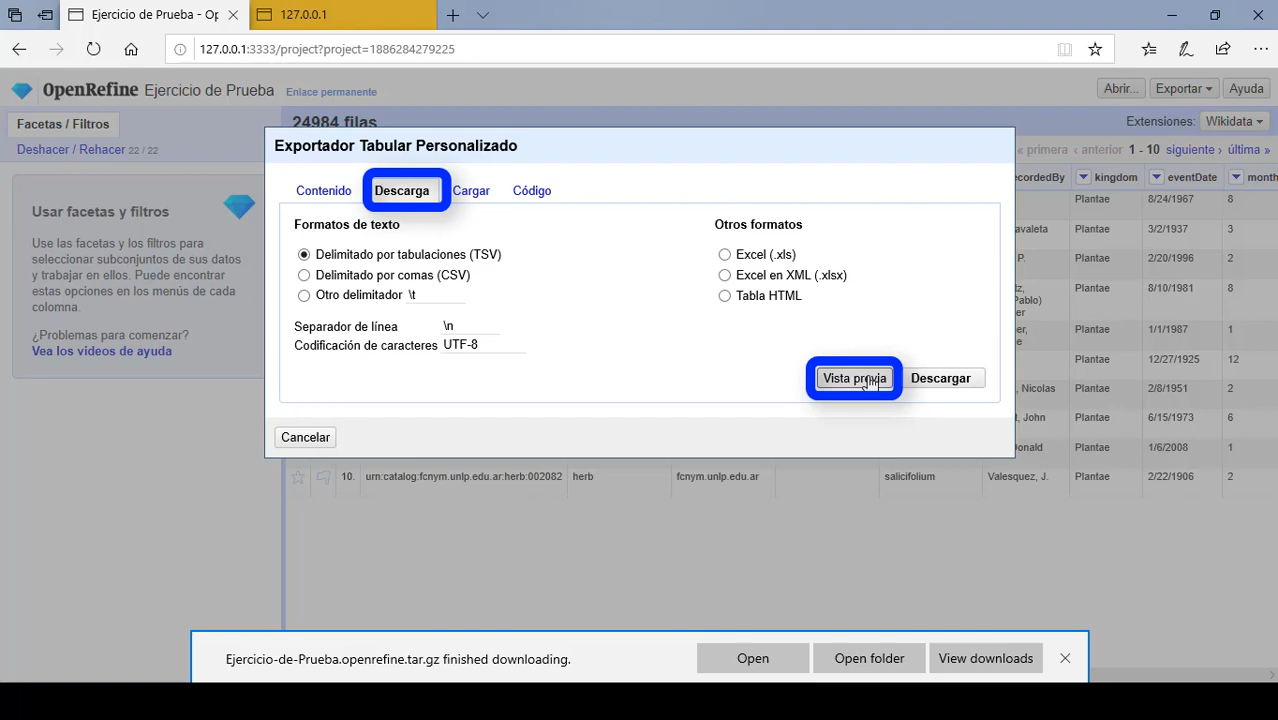 Ejercicio de Prueba - Op
127.0.0.1
127.0.0.1:3333/project?project=1886284279225
OpenRefine Ejercicio de Prueba Enlace permanente
Abrir... Exportar Ayuda
Facetas / Filtros
24984 filas
Extensiones: Wikidata
Deshacer / Rehacer 22 / 22
« primera ‹ anterior 1 - 10 siguiente › última »
Exportador Tabular Personalizado
ecordedBy kingdom eventDate month
Contenido Descarga Cargar Código
Usar facetas y filtros
Use las facetas y los filtros para
seleccionar subconjuntos de sus datos
y trabajar en ellos. Puede encontrar
estas opciones en los menús de cada
colomna.
¿Problemas para comenzar?
Vea los videos de ayuda
Formatos de texto
Delimitado por tabulaciones (TSV)
Delimitado por comas (CSV)
Otro delimitador \t
Separador de línea \n
Codificación de caracteres UTF-8
Otros formatos
Excel (.xls)
Excel en XML (.xlsx)
Tabla HTML
Vista previa Descargar
Cancelar
Plantae 8/24/1967 8
avaleta Plantae 3/2/1937 3
P. Plantae 2/20/1996 2
tz,
Pablo) Plantae 8/10/1981 8
er
er, Plantae 1/1/1987 1
e
Plantae 12/27/1925 12
, Nicolas Plantae 2/8/1951 2
t, John Plantae 6/15/1973 6
Donald Plantae 1/6/2008 1
10. urn:catalog:fcnym.unlp.edu.ar:herb:002082 herb fcnym.unlp.edu.ar salicifolium Valesquez, J. Plantae 2/22/1906 2
Ejercicio-de-Prueba.openrefine.tar.gz finished downloading.
Open Open folder View downloads